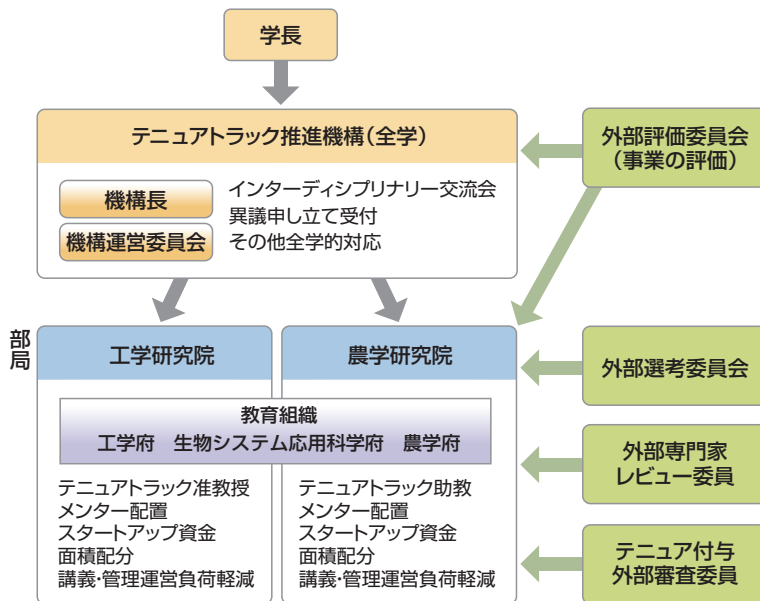 学長
テニュアトラック推進機構(全学)
機構長
機構運営委員会
インターディシプリナリー交流会
異議申し立て受付
その他全学的対応
外部評価委員会
(事業の評価)
部局
工学研究院
農学研究院
教育組織
工学府 生物システム応用科学府 農学府
テニュアトラック准教授
メンター配置
スタートアップ資金
面積配分
講義・管理運営負荷軽減
テニュアトラック助教
メンター配置
スタートアップ資金
面積配分
講義・管理運営負荷軽減
外部選考委員会
外部専門家
レビュー委員
テニュア付与
外部審査委員